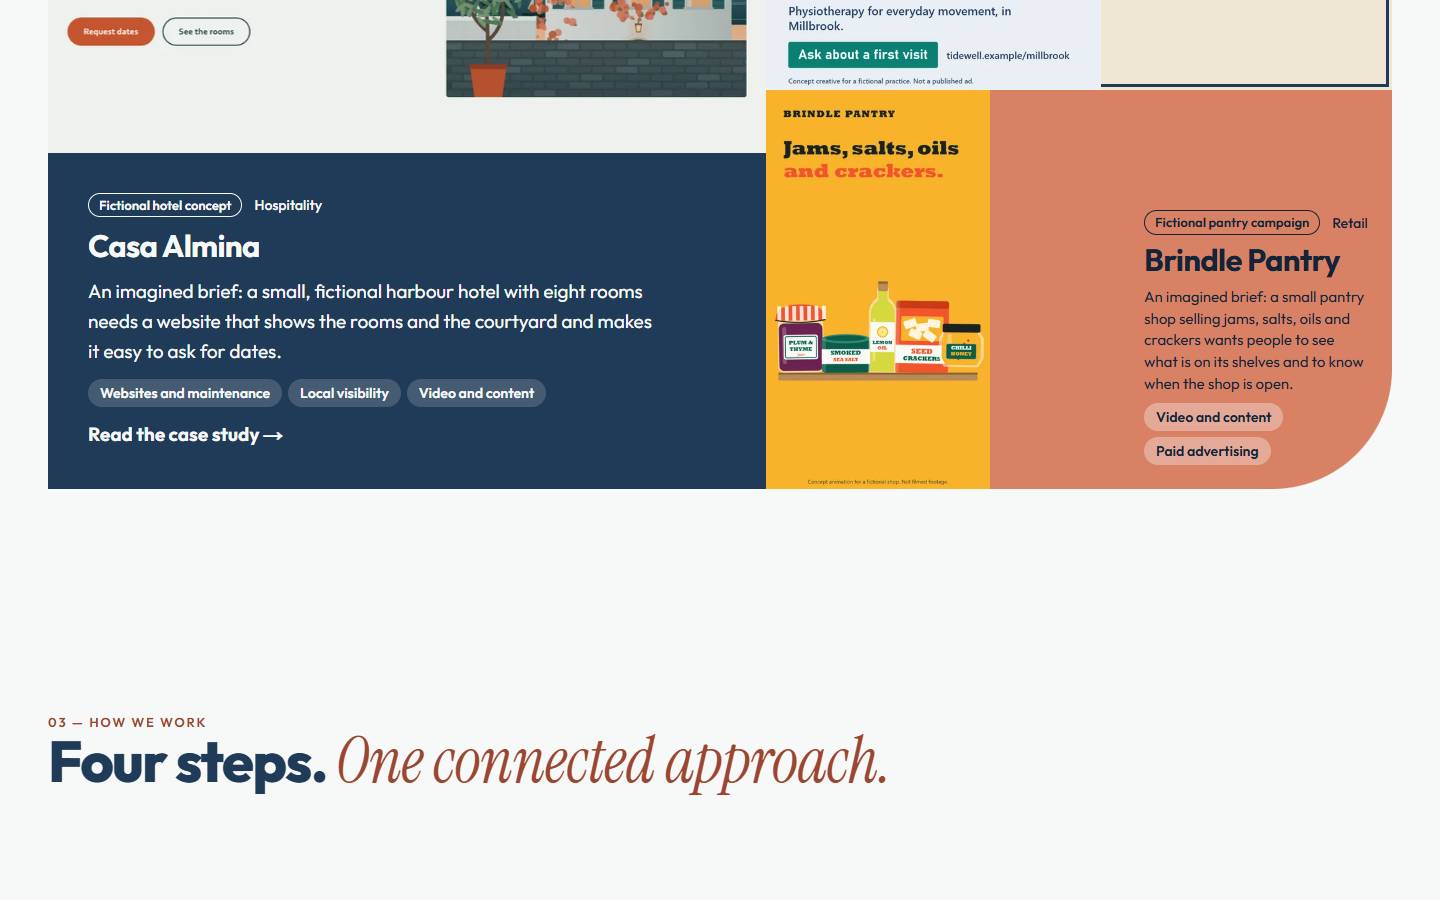 Request dates
See the rooms
Physiotherapy for everyday movement, in
Millbrook.
Ask about a first visit
tidewell.example/millbrook
Concept creative for a fictional practice. Not a published ad.
Fictional hotel concept
Hospitality
Casa Almina
An imagined brief: a small, fictional harbour hotel with eight rooms
needs a website that shows the rooms and the courtyard and makes
it easy to ask for dates.
Websites and maintenance
Local visibility
Video and content
Read the case study →
BRINDLE PANTRY
Jams, salts, oils
and crackers.
PLUM &
THYME
SMOKED
SEA SALT
LEMON
OIL
SEED
CRACKERS
CHILLI
HONEY
Concept animation for a fictional shop. Not filmed footage.
Fictional pantry campaign
Retail
Brindle Pantry
An imagined brief: a small pantry
shop selling jams, salts, oils and
crackers wants people to see
what is on its shelves and to know
when the shop is open.
Video and content
Paid advertising
03 — HOW WE WORK
Four steps. One connected approach.